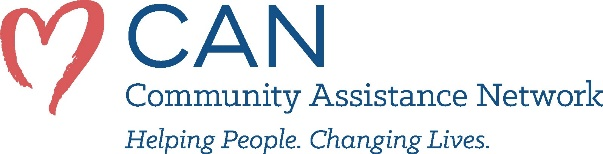 CAN
Community Assistance Network
Helping People. Changing Lives.